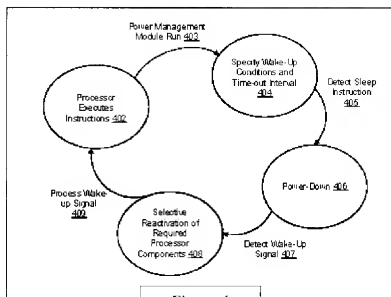 Power Management
Module Run 403
Specify Wake-Up
Conditions and
Time-out Interval
404
Detect Sleep
Instruction
405
Processor
Executes
Instructions 402
Power-Down 406
Process Wake-
up Signal
409
Selective
Reactivation of
Required
Processor
Components 408
Detect Wake-Up
Signal 407